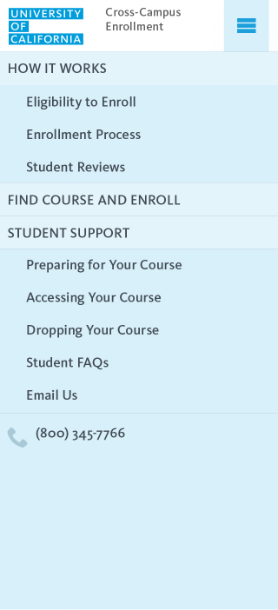 UNIVERSITY
OF
CALIFORNIA
Cross-Campus
Enrollment
HOW IT WORKS
Eligibility to Enroll
Enrollment Process
Student Reviews
FIND COURSE AND ENROLL
STUDENT SUPPORT
Preparing for Your Course
Accessing Your Course
Dropping Your Course
Student FAQs
Email Us
(800) 345-7766